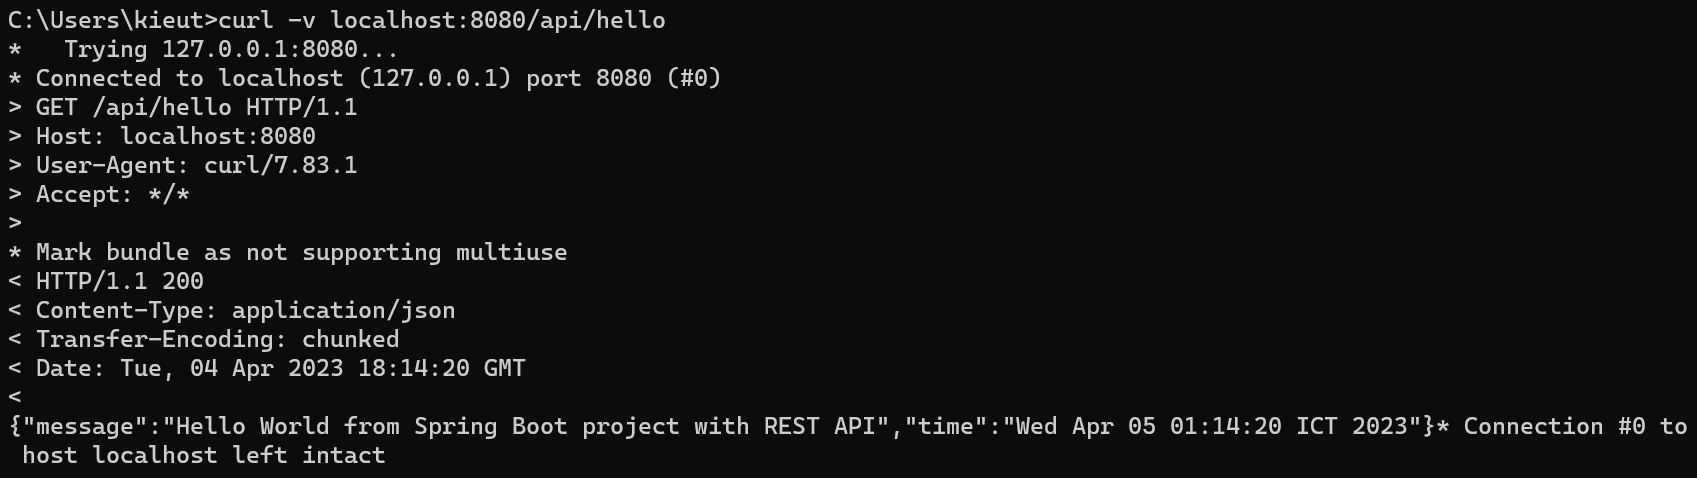 C:\Users\kieut>curl -v localhost:8080/api/hello
*   Trying 127.0.0.1:8080...
* Connected to localhost (127.0.0.1) port 8080 (#0)
> GET /api/hello HTTP/1.1
> Host: localhost:8080
> User-Agent: curl/7.83.1
> Accept: */*
>
* Mark bundle as not supporting multiuse
< HTTP/1.1 200
< Content-Type: application/json
< Transfer-Encoding: chunked
< Date: Tue, 04 Apr 2023 18:14:20 GMT
<
{"message":"Hello World from Spring Boot project with REST API","time":"Wed Apr 05 01:14:20 ICT 2023"}* Connection #0 to
 host localhost left intact